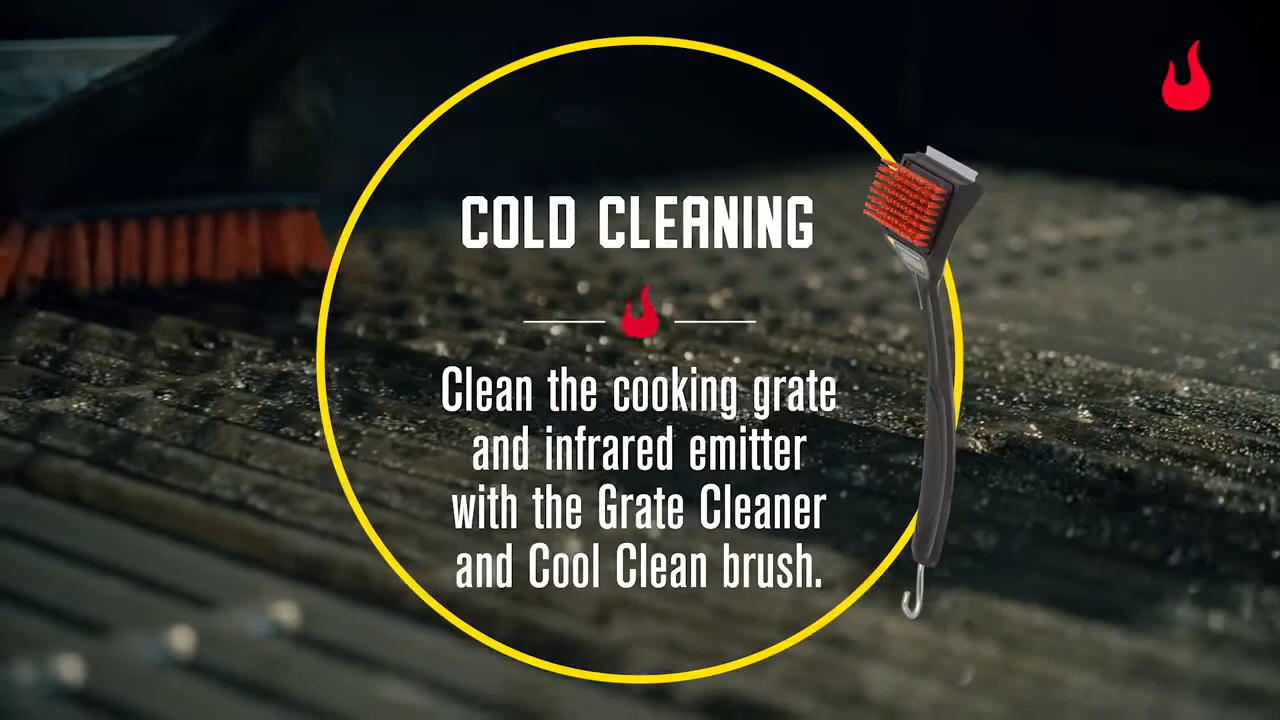 COLD CLEANING
Clean the cooking grate
and infrared emitter
with the Grate Cleaner
and Cool Clean brush.